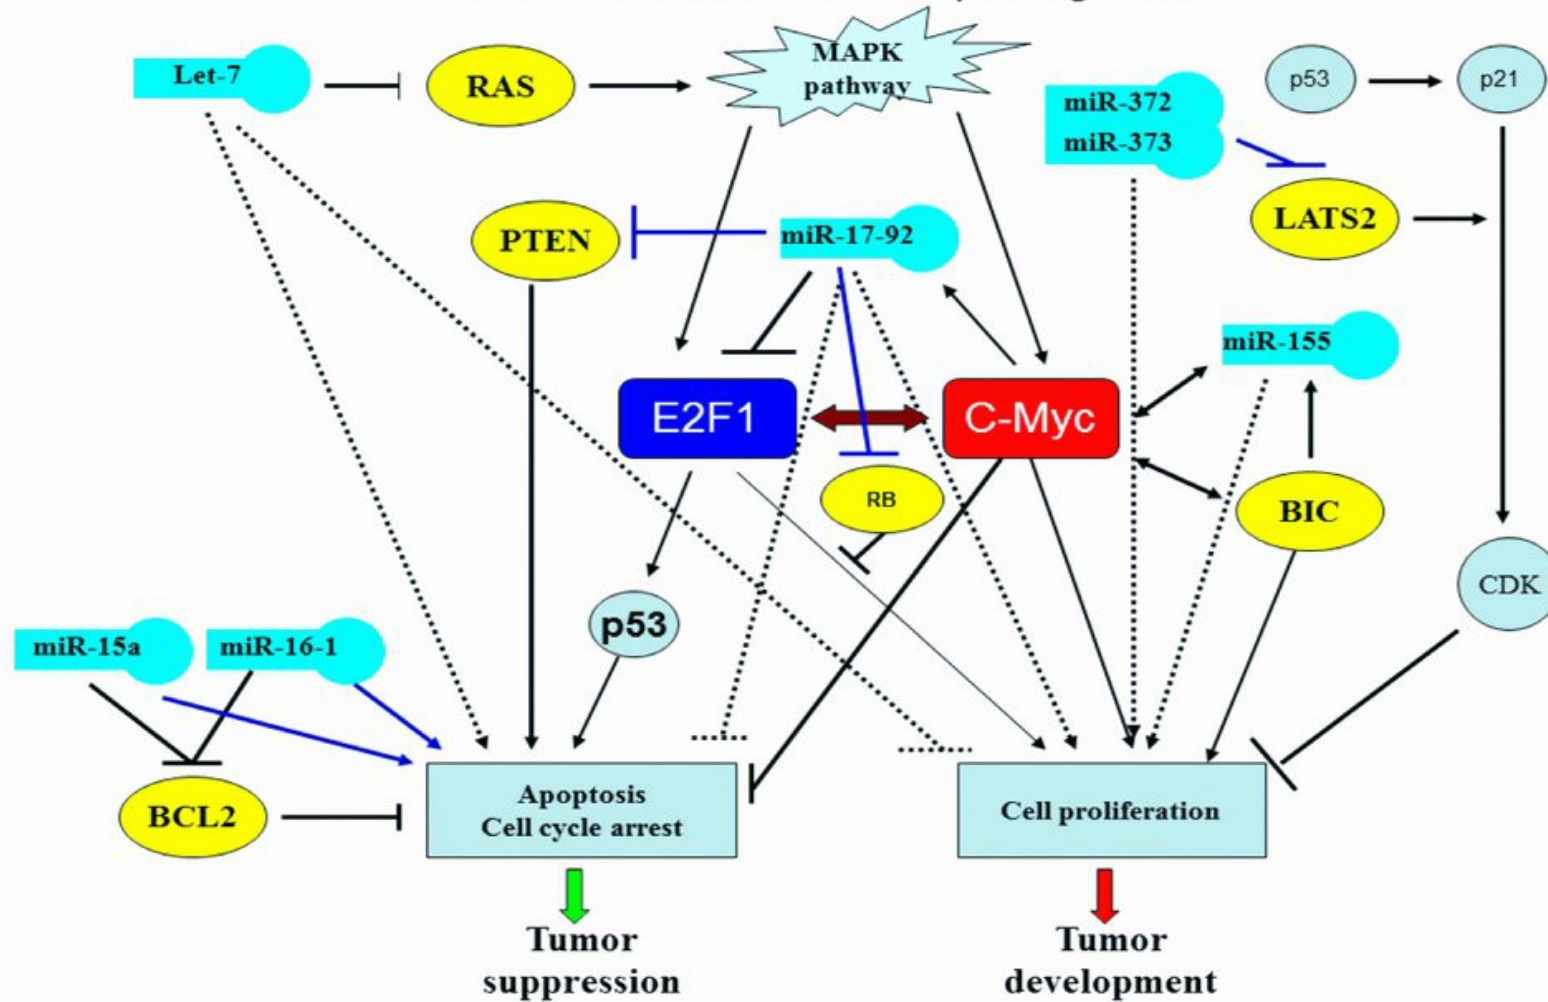 Let-7
RAS
MAPK
pathway
p53
p21
miR-372
miR-373
LATS2
PTEN
miR-17-92
miR-155
E2F1
C-Myc
RB
BIC
CDK
p53
miR-15a
miR-16-1
BCL2
Apoptosis
Cell cycle arrest
Cell proliferation
Tumor
suppression
Tumor
development